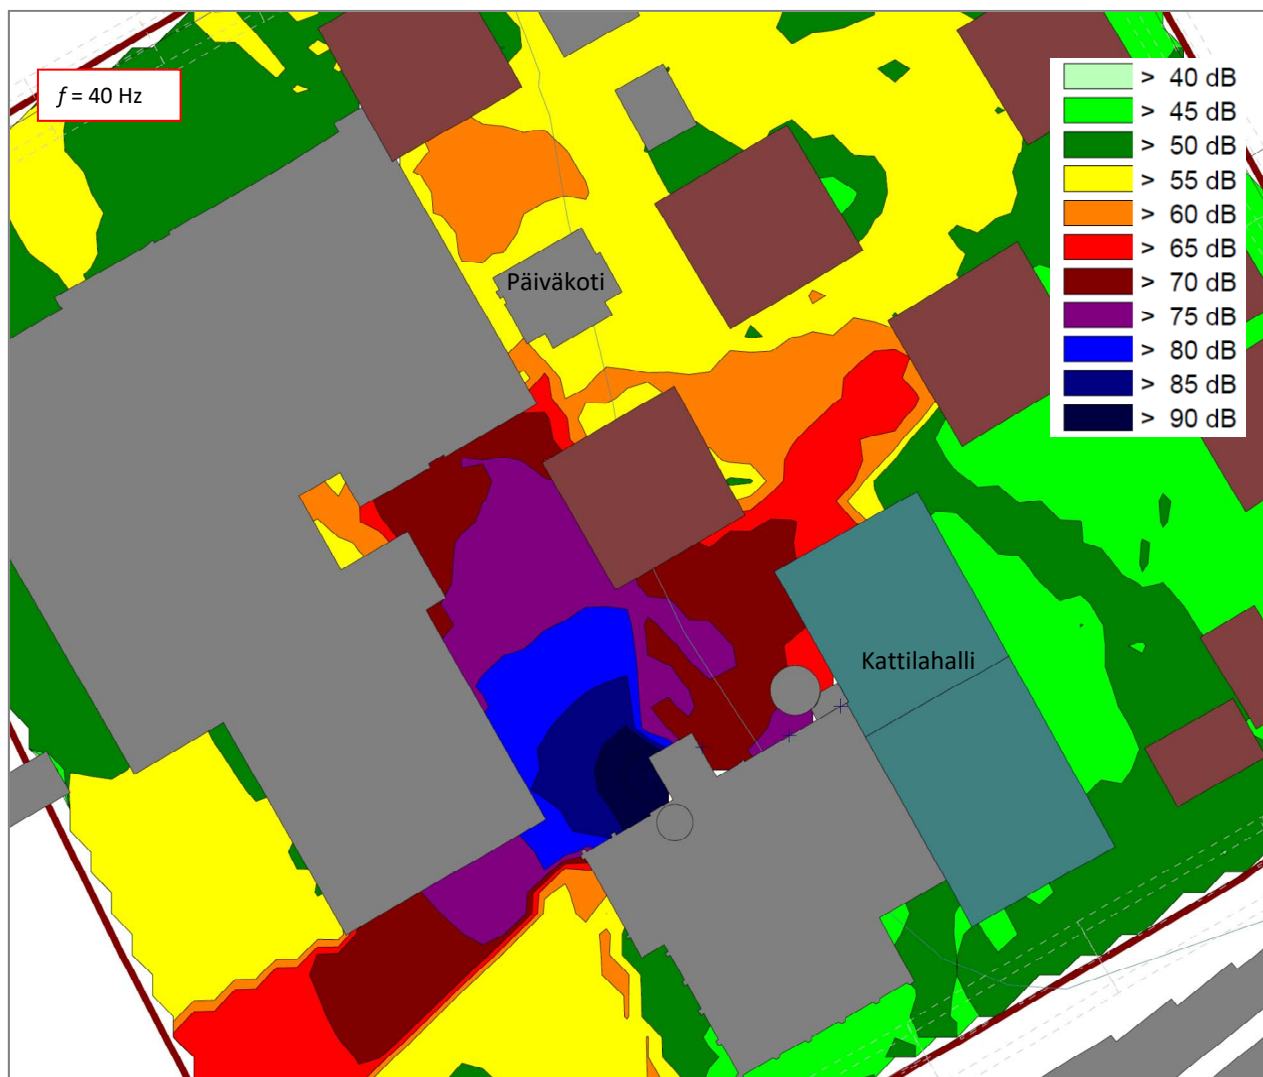 f = 40 Hz
> 40 dB
> 45 dB
> 50 dB
> 55 dB
> 60 dB
> 65 dB
> 70 dB
> 75 dB
> 80 dB
> 85 dB
> 90 dB
Päiväkoti
Kattilahalli